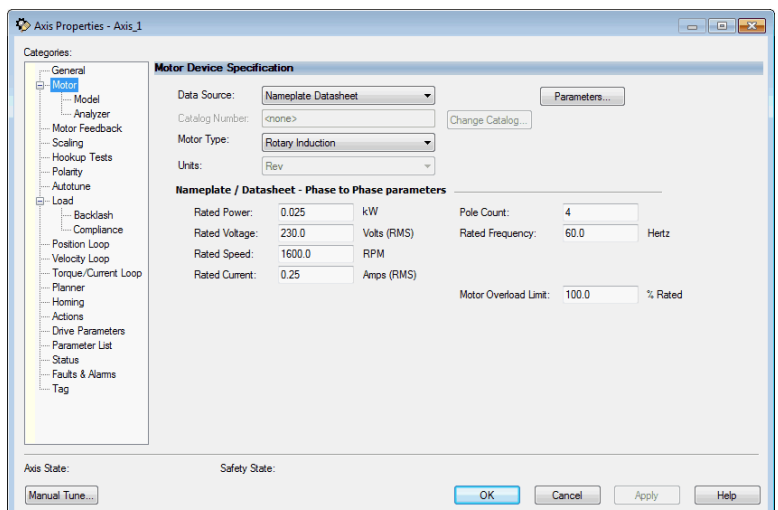 Axis Properties - Axis_1
Categories:
General
Motor
Model
Analyzer
Motor Feedback
Scaling
Hookup Tests
Polarity
Autotune
Load
Backlash
Compliance
Position Loop
Velocity Loop
Torque/Current Loop
Planner
Homing
Actions
Drive Parameters
Parameter List
Status
Faults & Alarms
Tag
Motor Device Specification
Data Source: Nameplate Datasheet Parameters...
Catalog Number: <none> Change Catalog...
Motor Type: Rotary Induction
Units: Rev
Nameplate / Datasheet - Phase to Phase parameters
Rated Power: 0.025 kW Pole Count: 4
Rated Voltage: 230.0 Volts (RMS) Rated Frequency: 60.0 Hertz
Rated Speed: 1600.0 RPM
Rated Current: 0.25 Amps (RMS)
Motor Overload Limit: 100.0 % Rated
Axis State: Safety State:
Manual Tune... OK Cancel Apply Help